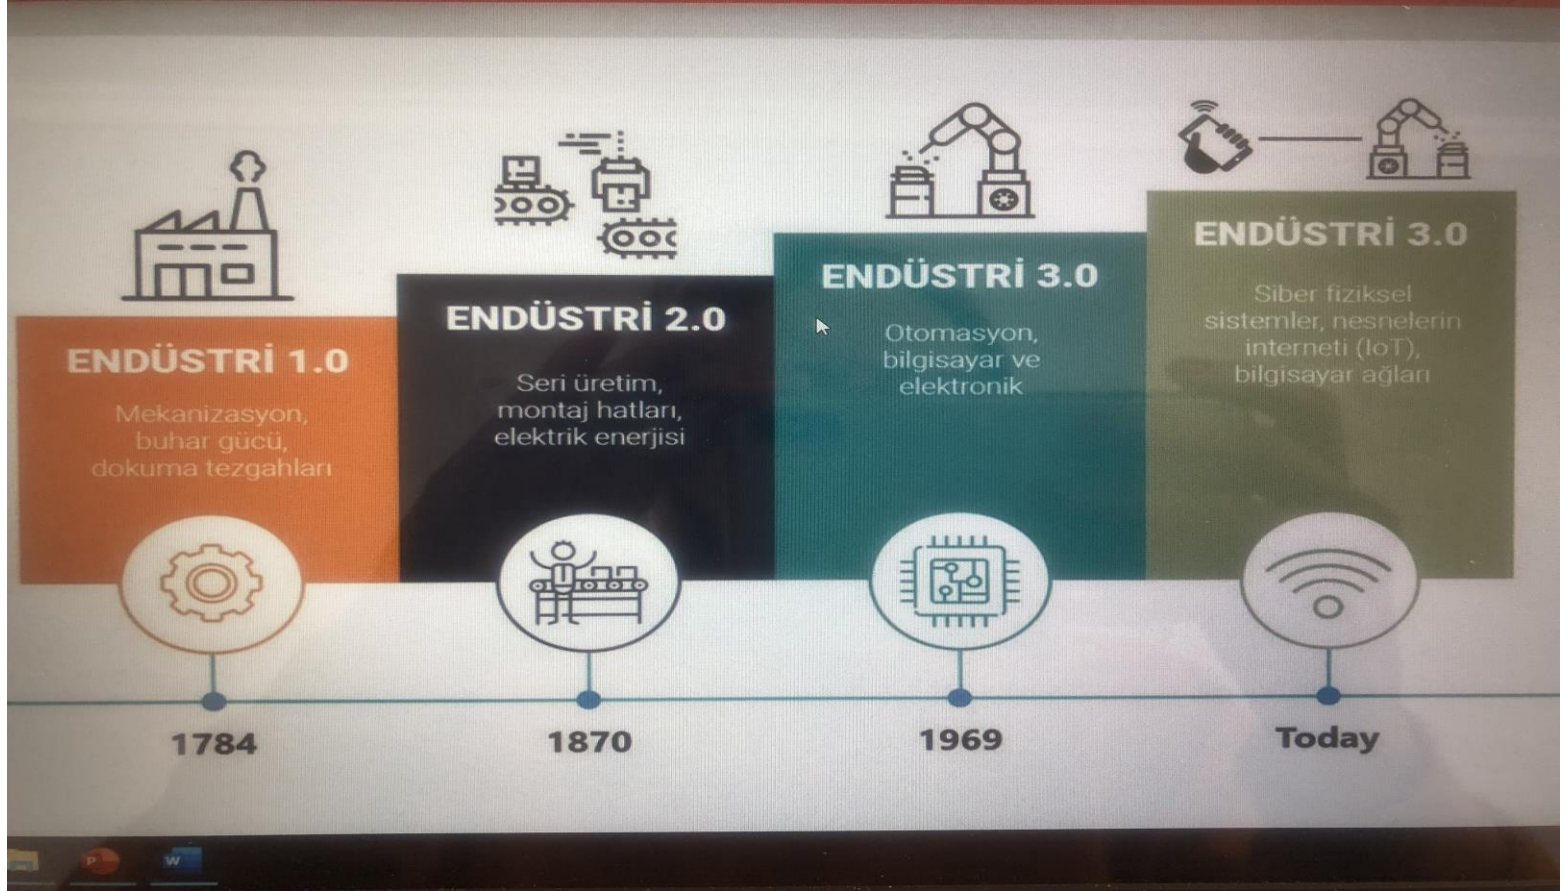 ENDÜSTRİ 1.0
Mekanizasyon,
buhar gücü,
dokuma tezgahları
1784
ENDÜSTRİ 2.0
Seri üretim,
montaj hatları,
elektrik enerjisi
1870
ENDÜSTRİ 3.0
Otomasyon,
bilgisayar ve
elektronik
1969
ENDÜSTRİ 3.0
Siber fiziksel
sistemler, nesnelerin
interneti (IoT),
bilgisayar ağları
Today
P
W